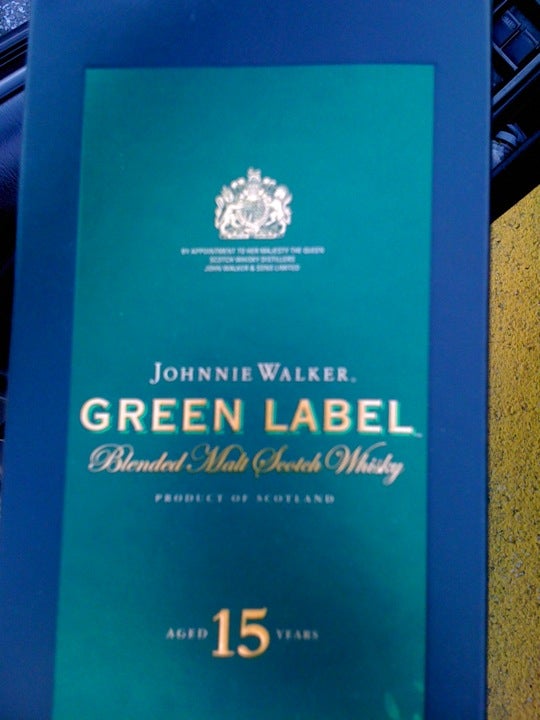 BY APPOINTMENT TO HER MAJESTY THE QUEEN
SCOTCH WHISKY DISTILLERS
JOHN WALKER & SONS LIMITED
JOHNNIE WALKER.
GREEN LABEL
Blended Malt Scotch Whisky
PRODUCT OF SCOTLAND
AGED 15 YEARS